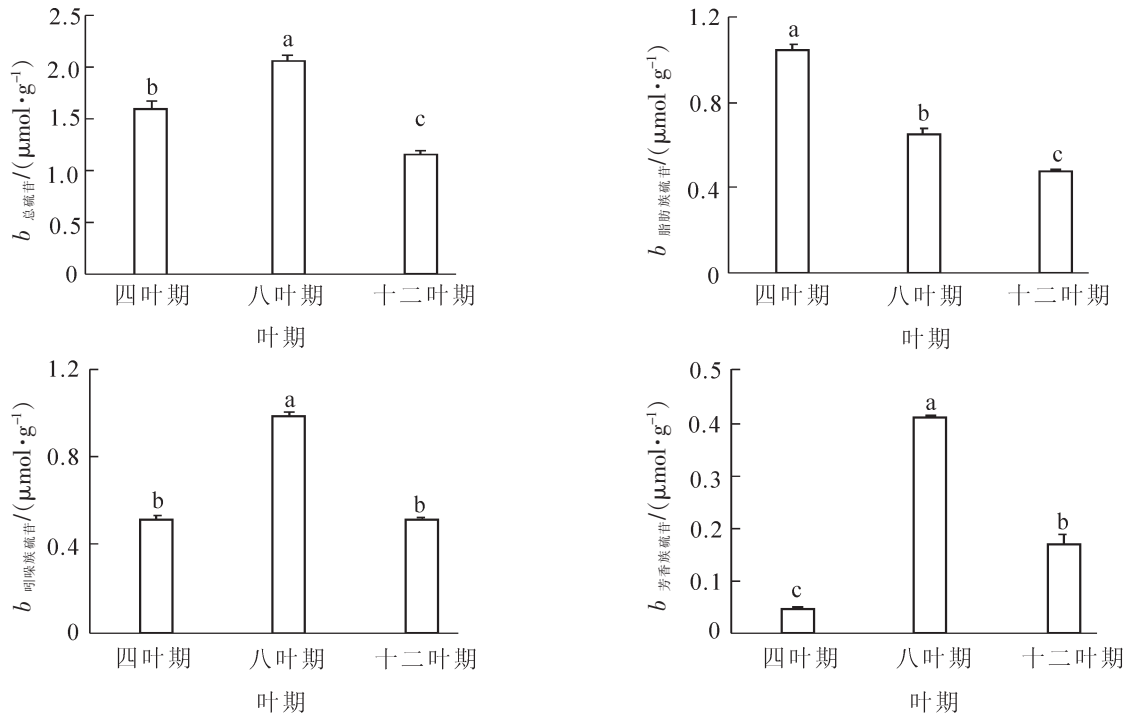 2.5
2.0
1.5
1.0
0.5
0
b 总硫苷/(μmol·g⁻¹)
b
a
c
四叶期 八叶期 十二叶期
叶期
1.2
0.8
0.4
0
b 脂肪族硫苷/(μmol·g⁻¹)
a
b
c
四叶期 八叶期 十二叶期
叶期
1.2
0.8
0.4
0
b 吲哚族硫苷/(μmol·g⁻¹)
b
a
b
四叶期 八叶期 十二叶期
叶期
0.5
0.4
0.3
0.2
0.1
0
b 芳香族硫苷/(μmol·g⁻¹)
c
a
b
四叶期 八叶期 十二叶期
叶期